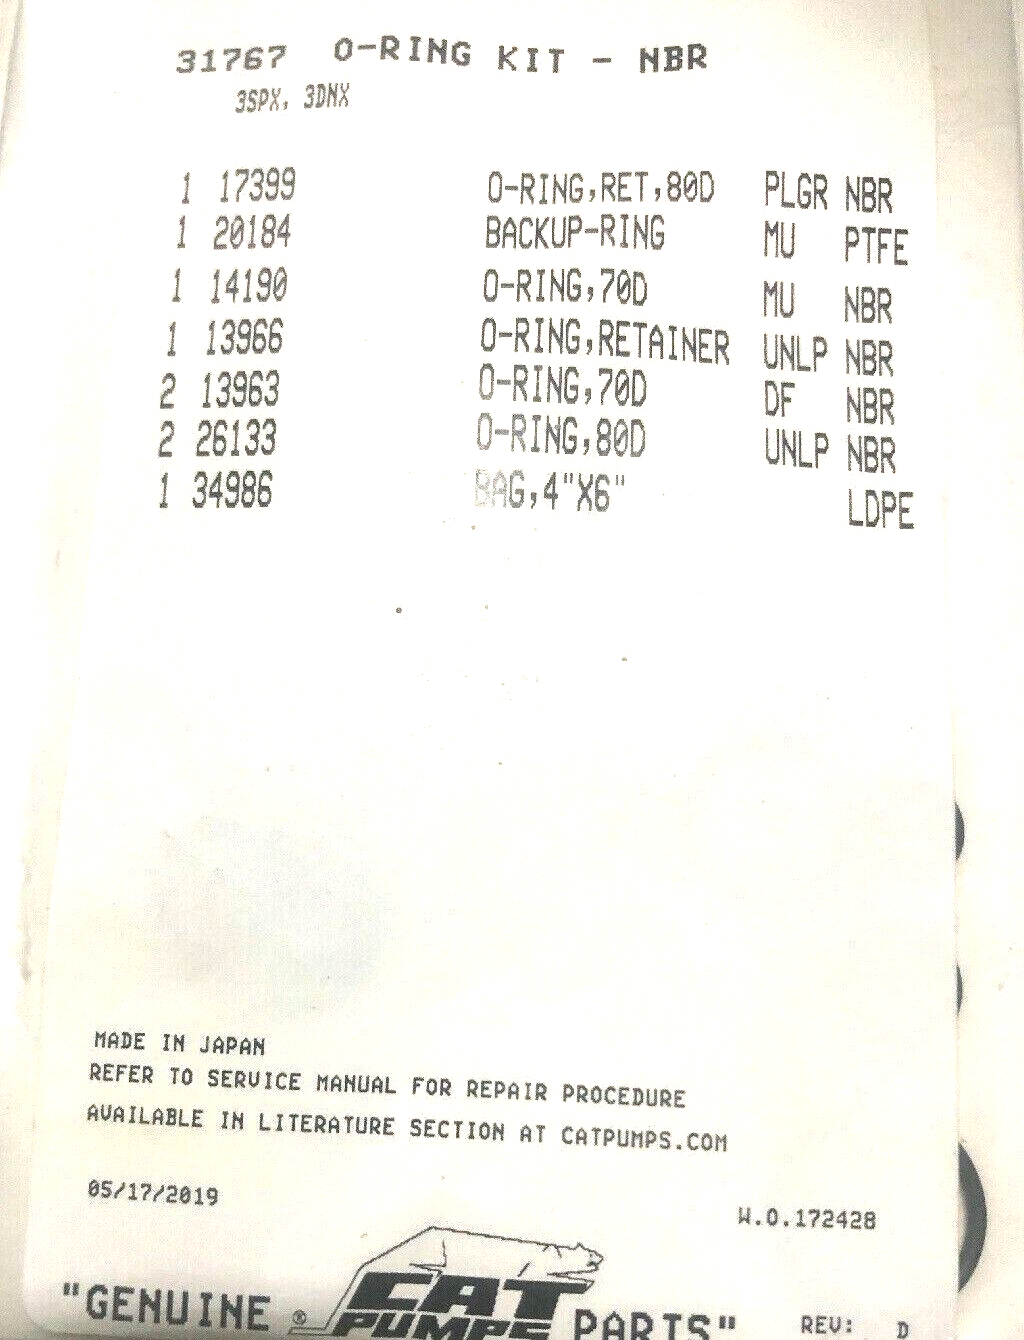 31767 O-RING KIT - NBR
3SPX, 3DNX
1 17399 O-RING,RET,80D PLGR NBR
1 20184 BACKUP-RING MU PTFE
1 14190 O-RING,70D MU NBR
1 13966 O-RING,RETAINER UNLP NBR
2 13963 O-RING,70D DF NBR
2 26133 O-RING,80D UNLP NBR
1 34986 BAG,4"X6" LDPE
MADE IN JAPAN
REFER TO SERVICE MANUAL FOR REPAIR PROCEDURE
AVAILABLE IN LITERATURE SECTION AT CATPUMPS.COM
05/17/2019
W.O.172428
"GENUINE ® CAT PUMPS PARTS"
REV: D